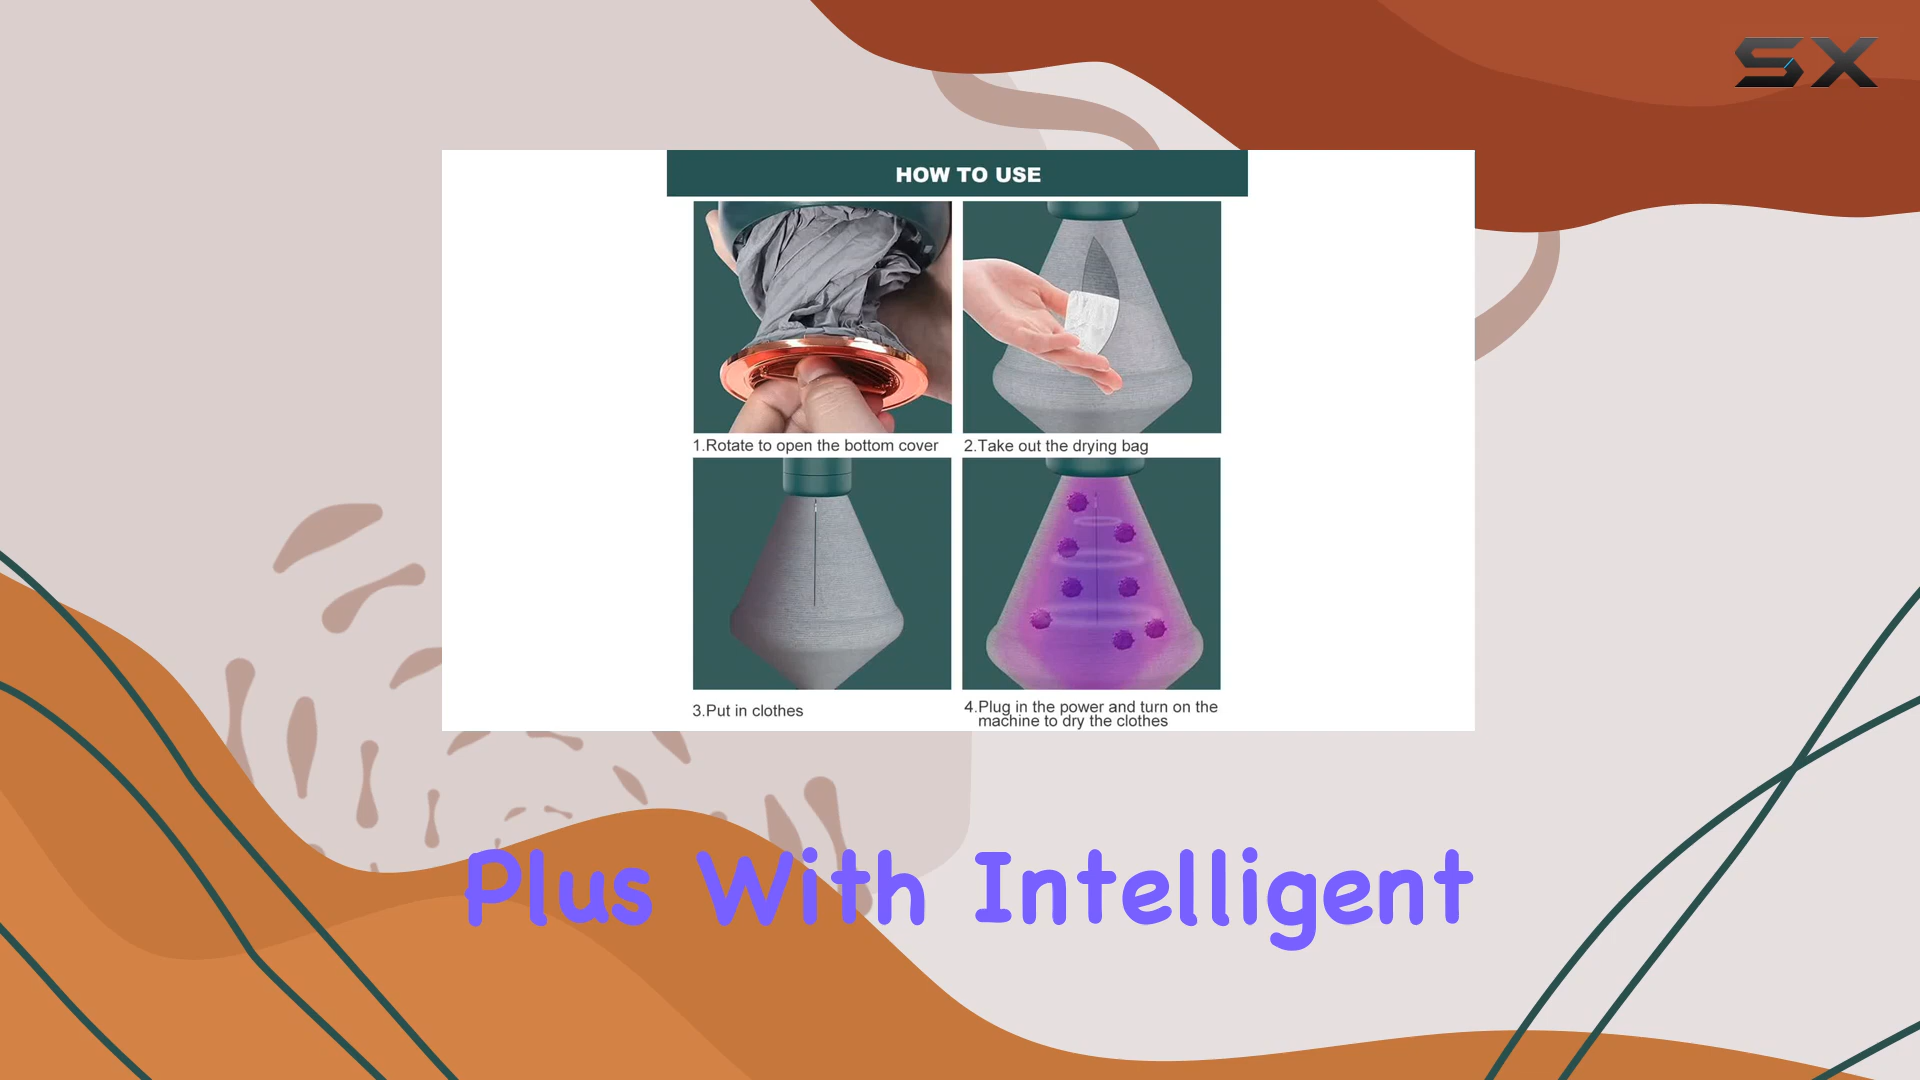 SX
HOW TO USE
1.Rotate to open the bottom cover
2.Take out the drying bag
3.Put in clothes
4.Plug in the power and turn on the
machine to dry the clothes
Plus With Intelligent